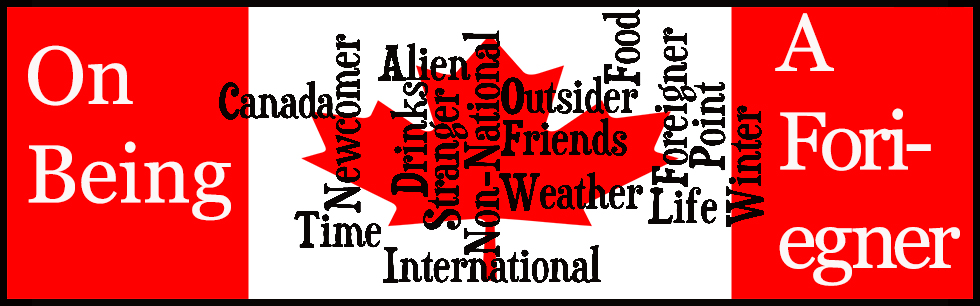 On
Being
Canada
Newcomer
Alien
Drinks
Stranger
Non-National
Outsider
Friends
Weather
Food
Foreigner
Point
Life
Winter
Time
International
A
Fori-
egner